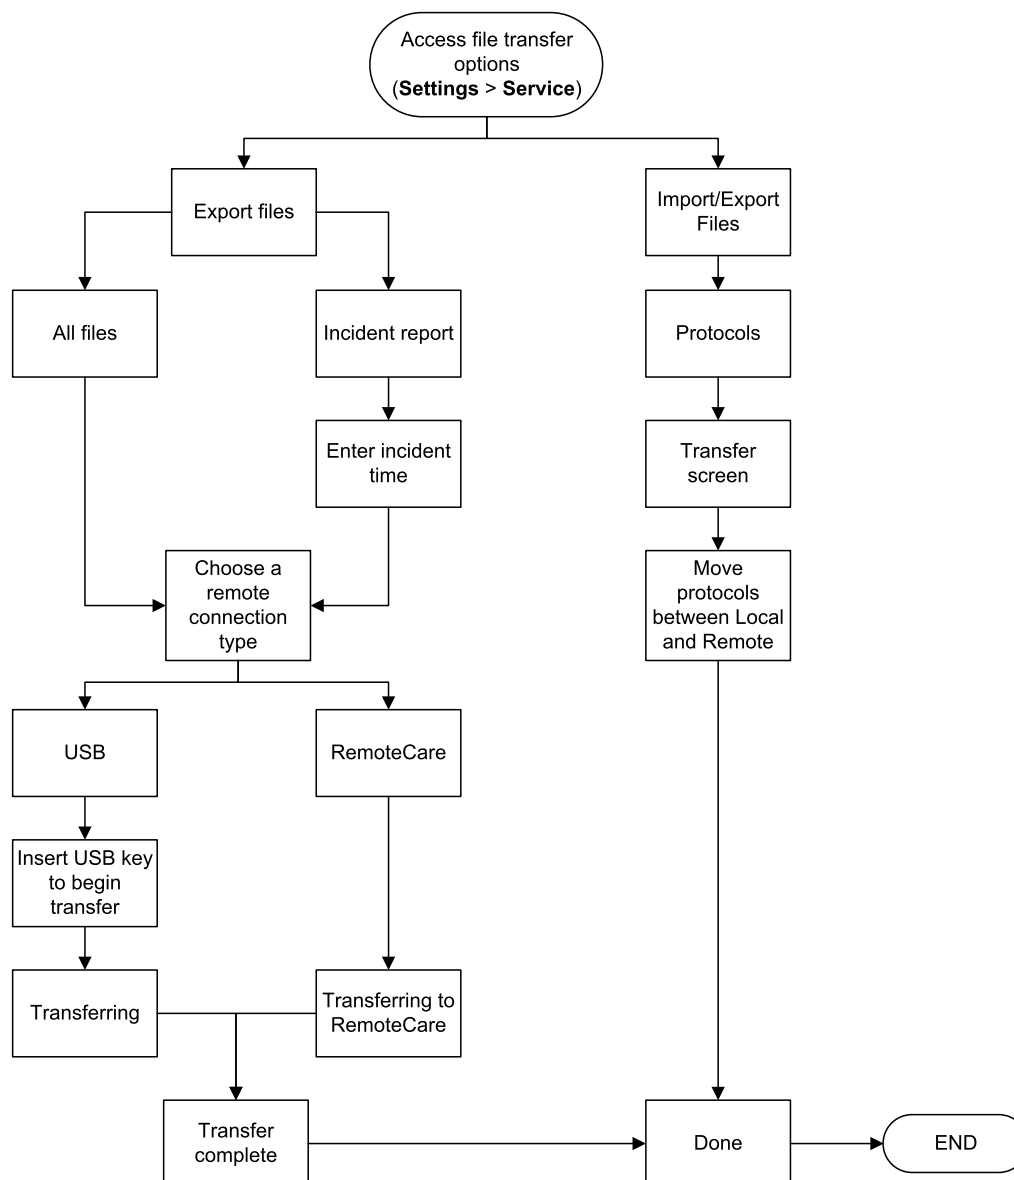 Access file transfer
options
(Settings > Service)
Export files
Import/Export
Files
All files
Incident report
Protocols
Enter incident
time
Transfer
screen
Choose a
remote
connection
type
Move
protocols
between Local
and Remote
USB
RemoteCare
Insert USB key
to begin
transfer
Transferring
Transferring to
RemoteCare
Transfer
complete
Done
END